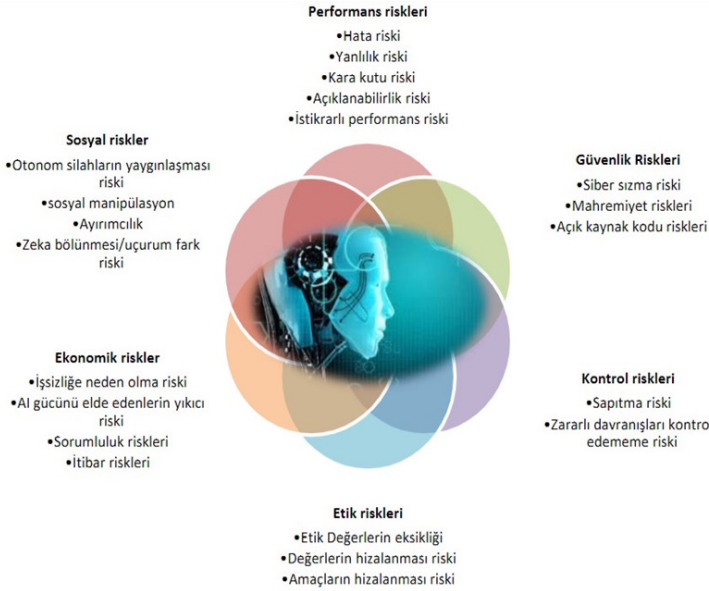 Performans riskleri
•Hata riski
•Yanlılık riski
•Kara kutu riski
•Açıklanabilirlik riski
•İstikrarlı performans riski
Güvenlik Riskleri
•Siber sızma riski
•Mahremiyet riskleri
•Açık kaynak kodu riskleri
Kontrol riskleri
•Sapıtma riski
•Zararlı davranışları kontro
edememe riski
Etik riskleri
•Etik Değerlerin eksikliği
•Değerlerin hizalanması riski
•Amaçların hizalanması riski
Ekonomik riskler
•İşsizliğe neden olma riski
•AI gücünü elde edenlerin yıkıcı
riski
•Sorumluluk riskleri
•İtibar riskleri
Sosyal riskler
•Otonom silahların yaygınlaşması
riski
•sosyal manipülasyon
•Ayırımcılık
•Zeka bölünmesi/uçurum fark
riski